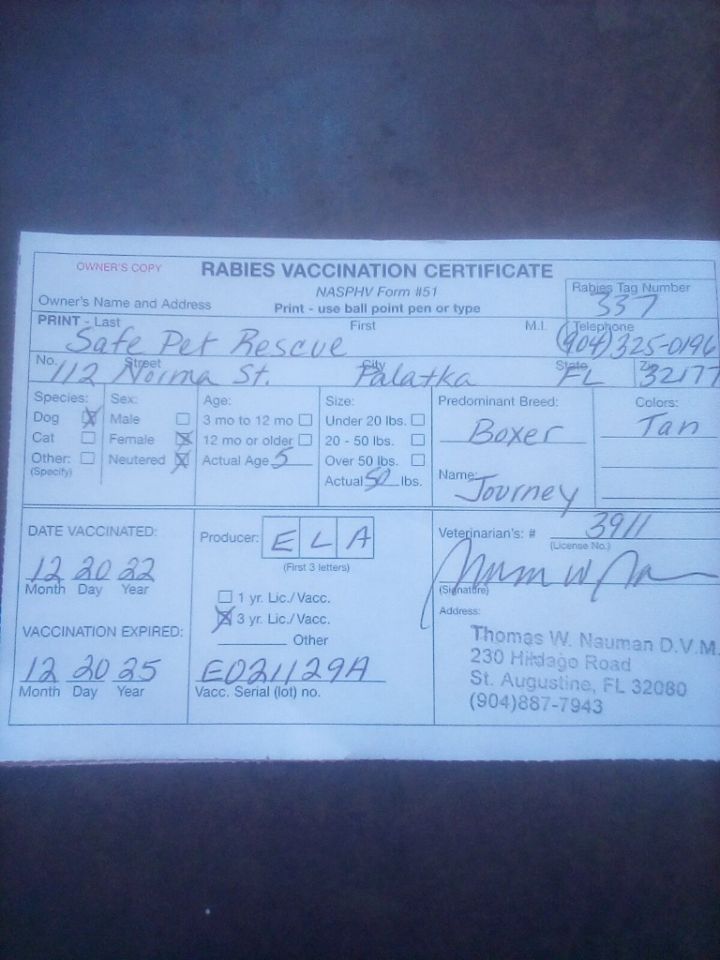 OWNER'S COPY
RABIES VACCINATION CERTIFICATE
NASPHV Form #51
Rabies Tag Number
337
Owner's Name and Address
Print - use ball point pen or type
PRINT - Last First M.I. Telephone
Safe Pet Rescue (904) 325-0196
No. Street City State
112 Norma St. Palatka FL 32177
Species:
Dog X
Cat
Other:
(Specify)
Sex:
Male
Female X
Neutered X
Age:
3 mo to 12 mo
12 mo or older
Actual Age 5
Size:
Under 20 lbs.
20 - 50 lbs.
Over 50 lbs.
Actual 50 lbs.
Predominant Breed:
Boxer
Name:
Journey
Colors:
Tan
DATE VACCINATED:
12 20 22
Month Day Year
VACCINATION EXPIRED:
12 20 25
Month Day Year
Producer: E L A
(First 3 letters)
1 yr. Lic./Vacc.
X 3 yr. Lic./Vacc.
Other
E021129A
Vacc. Serial (lot) no.
Veterinarian's: # 3911
(License No.)
(Signature)
Address:
Thomas W. Nauman D.V.M.
230 Hildago Road
St. Augustine, FL 32080
(904)887-7943